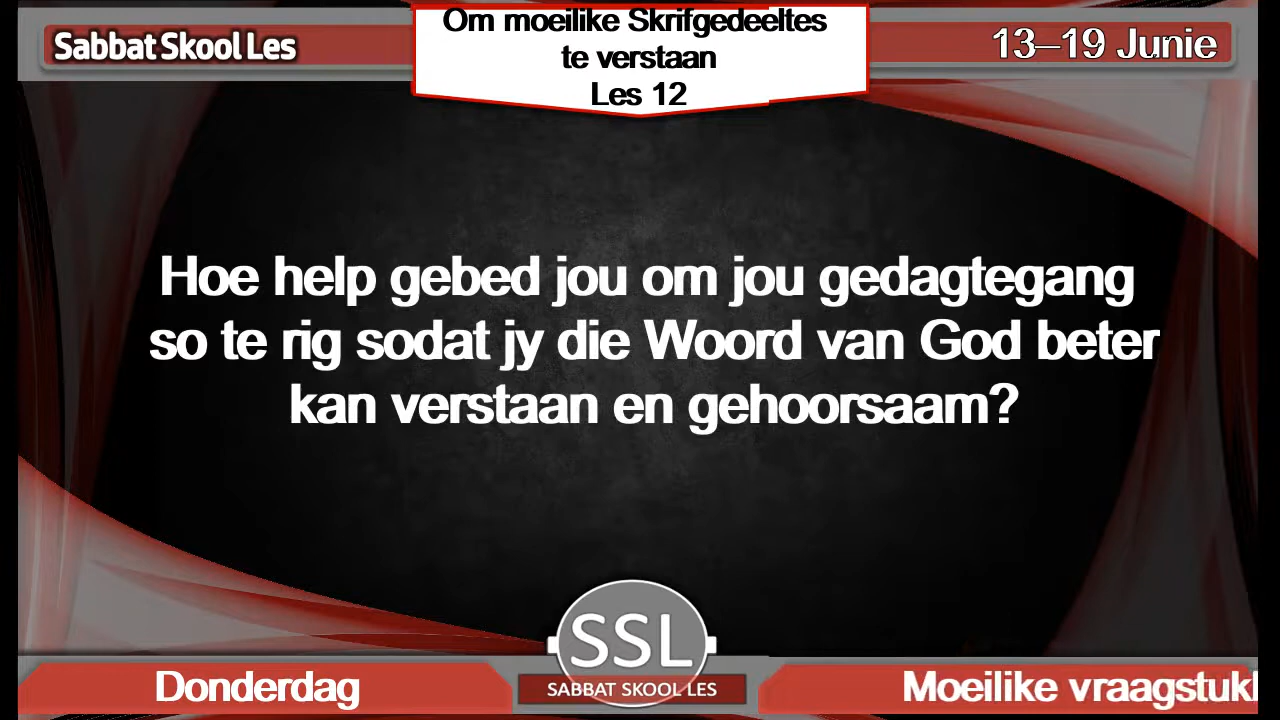 Sabbat Skool Les
Om moeilike Skrifgedeeltes
te verstaan
Les 12
13–19 Junie
Hoe help gebed jou om jou gedagtegang
so te rig sodat jy die Woord van God beter
kan verstaan en gehoorsaam?
SSL
SABBAT SKOOL LES
Donderdag
Moeilike